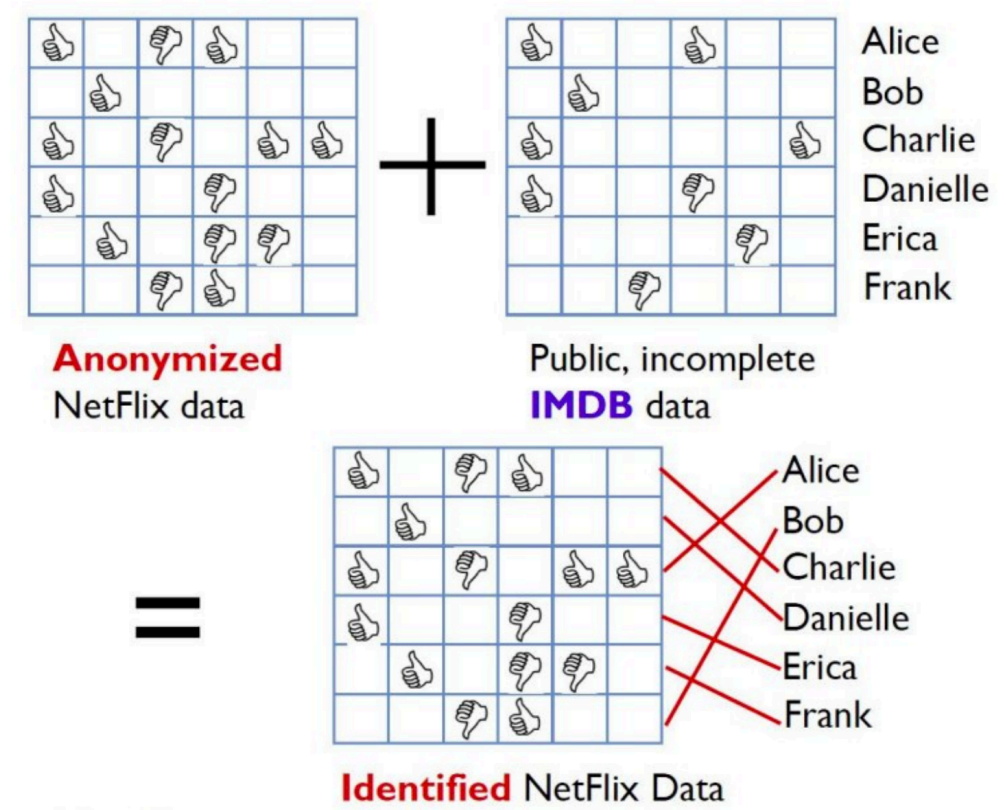 Alice
Bob
Charlie
Danielle
Erica
Frank
Anonymized
NetFlix data
Public, incomplete
IMDB data
Alice
Bob
Charlie
Danielle
Erica
Frank
Identified NetFlix Data